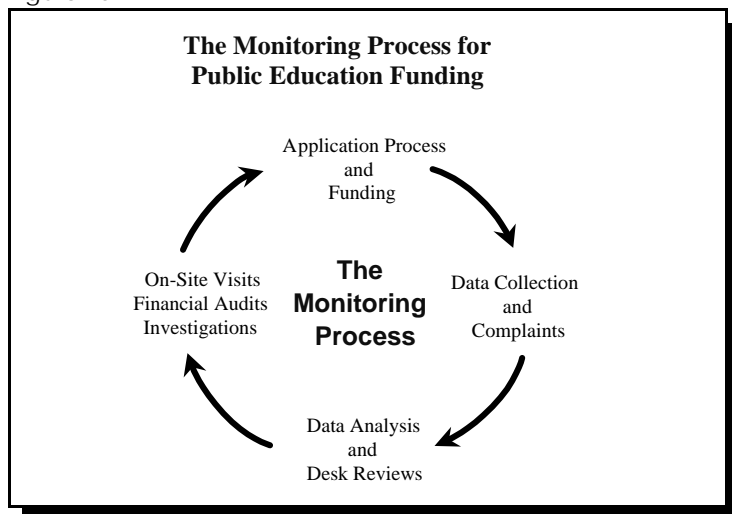 The Monitoring Process for
Public Education Funding
Application Process
and
Funding
Data Collection
and
Complaints
Data Analysis
and
Desk Reviews
On-Site Visits
Financial Audits
Investigations
The
Monitoring
Process